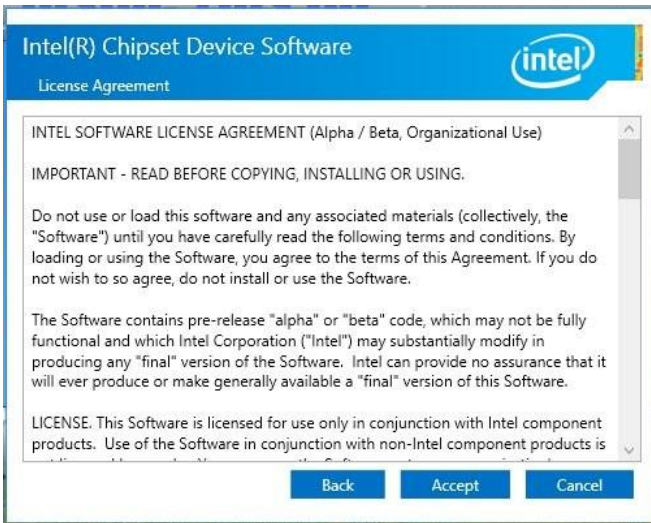 Intel(R) Chipset Device Software
intel
License Agreement
INTEL SOFTWARE LICENSE AGREEMENT (Alpha / Beta, Organizational Use)
IMPORTANT - READ BEFORE COPYING, INSTALLING OR USING.
Do not use or load this software and any associated materials (collectively, the
"Software") until you have carefully read the following terms and conditions. By
loading or using the Software, you agree to the terms of this Agreement. If you do
not wish to so agree, do not install or use the Software.
The Software contains pre-release "alpha" or "beta" code, which may not be fully
functional and which Intel Corporation ("Intel") may substantially modify in
producing any "final" version of the Software. Intel can provide no assurance that it
will ever produce or make generally available a "final" version of this Software.
LICENSE. This Software is licensed for use only in conjunction with Intel component
products. Use of the Software in conjunction with non-Intel component products is
Back Accept Cancel